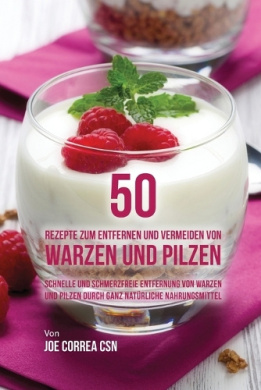 50
REZEPTE ZUM ENTFERNEN UND VERMEIDEN VON
WARZEN UND PILZEN
SCHNELLE UND SCHMERZFREIE ENTFERNUNG VON WARZEN
UND PILZEN DURCH GANZ NATÜRLICHE NAHRUNGSMITTEL
Von
JOE CORREA CSN